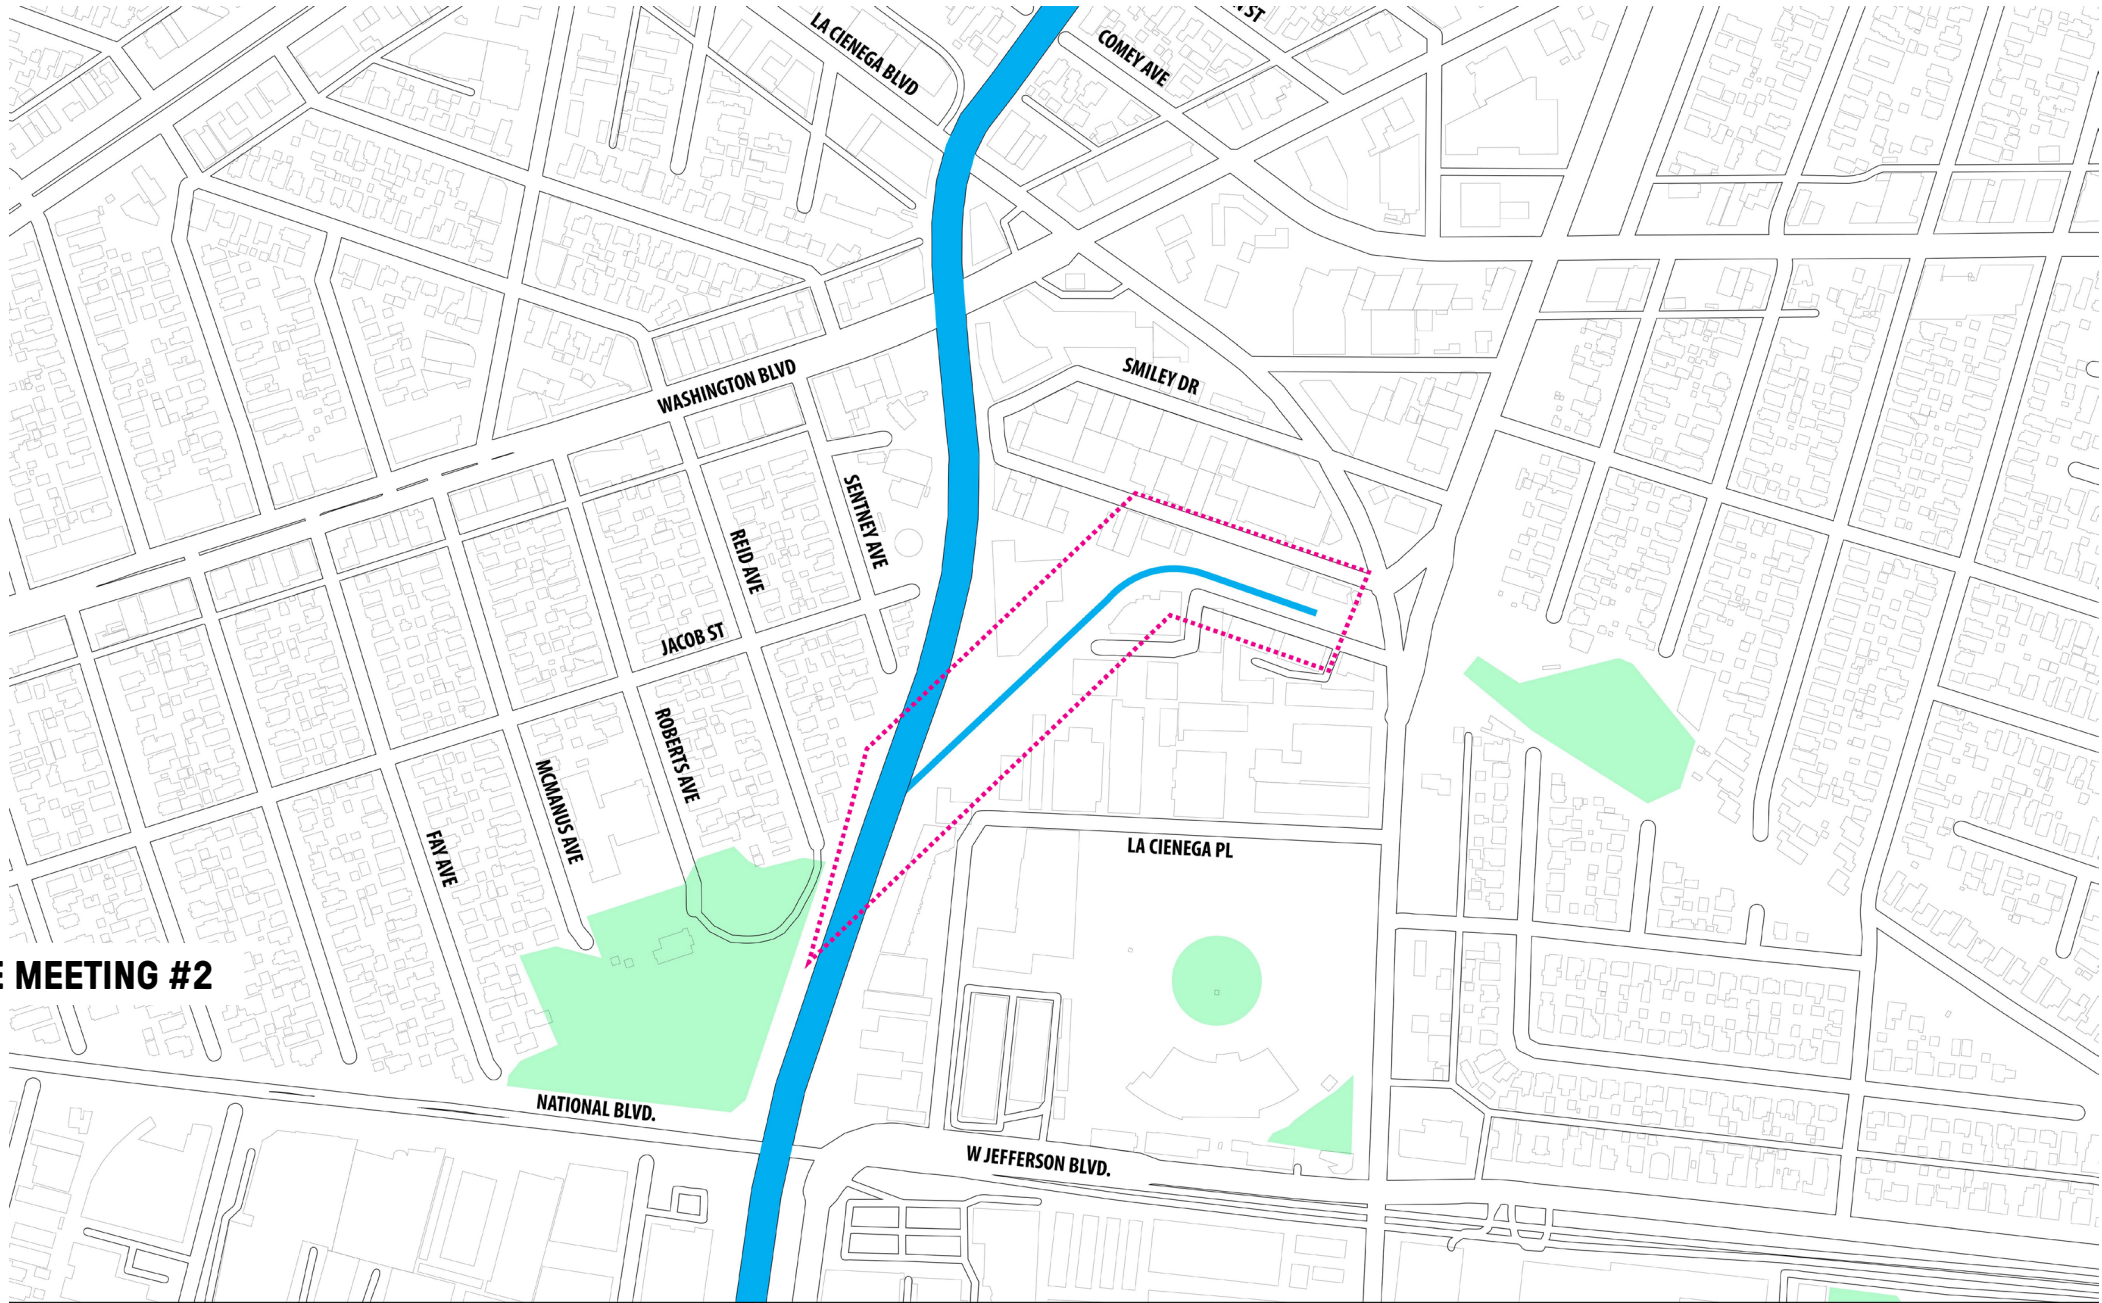 LA CIENEGA BLVD
COMEY AVE
ST
SMILEY DR
WASHINGTON BLVD
SENTNEY AVE
REID AVE
JACOB ST
ROBERTS AVE
MCMANUS AVE
FAY AVE
LA CIENEGA PL
MEETING #2
NATIONAL BLVD.
W JEFFERSON BLVD.